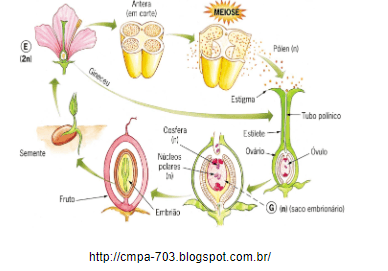 Antera
(em corte)
MEIOSE
E
(2n)
Gineceu
Pólen (n)
Estigma
Tubo polínico
Estilete
Ovário
Óvulo
Oosfera
(n)
Núcleos
polares
(n)
G (n) (saco embrionário)
Semente
Fruto
Embrião
http://cmpa-703.blogspot.com.br/